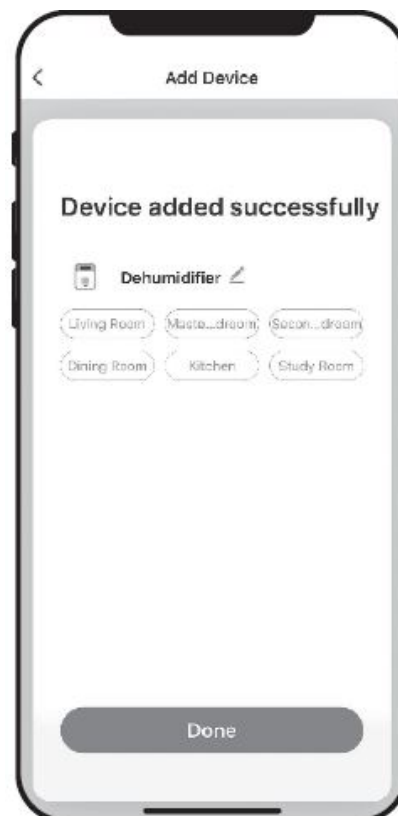 Add Device
Device added successfully
Dehumidifier
Living Room Maste...droom Secon...droom
Dining Room Kitchen Study Room
Done